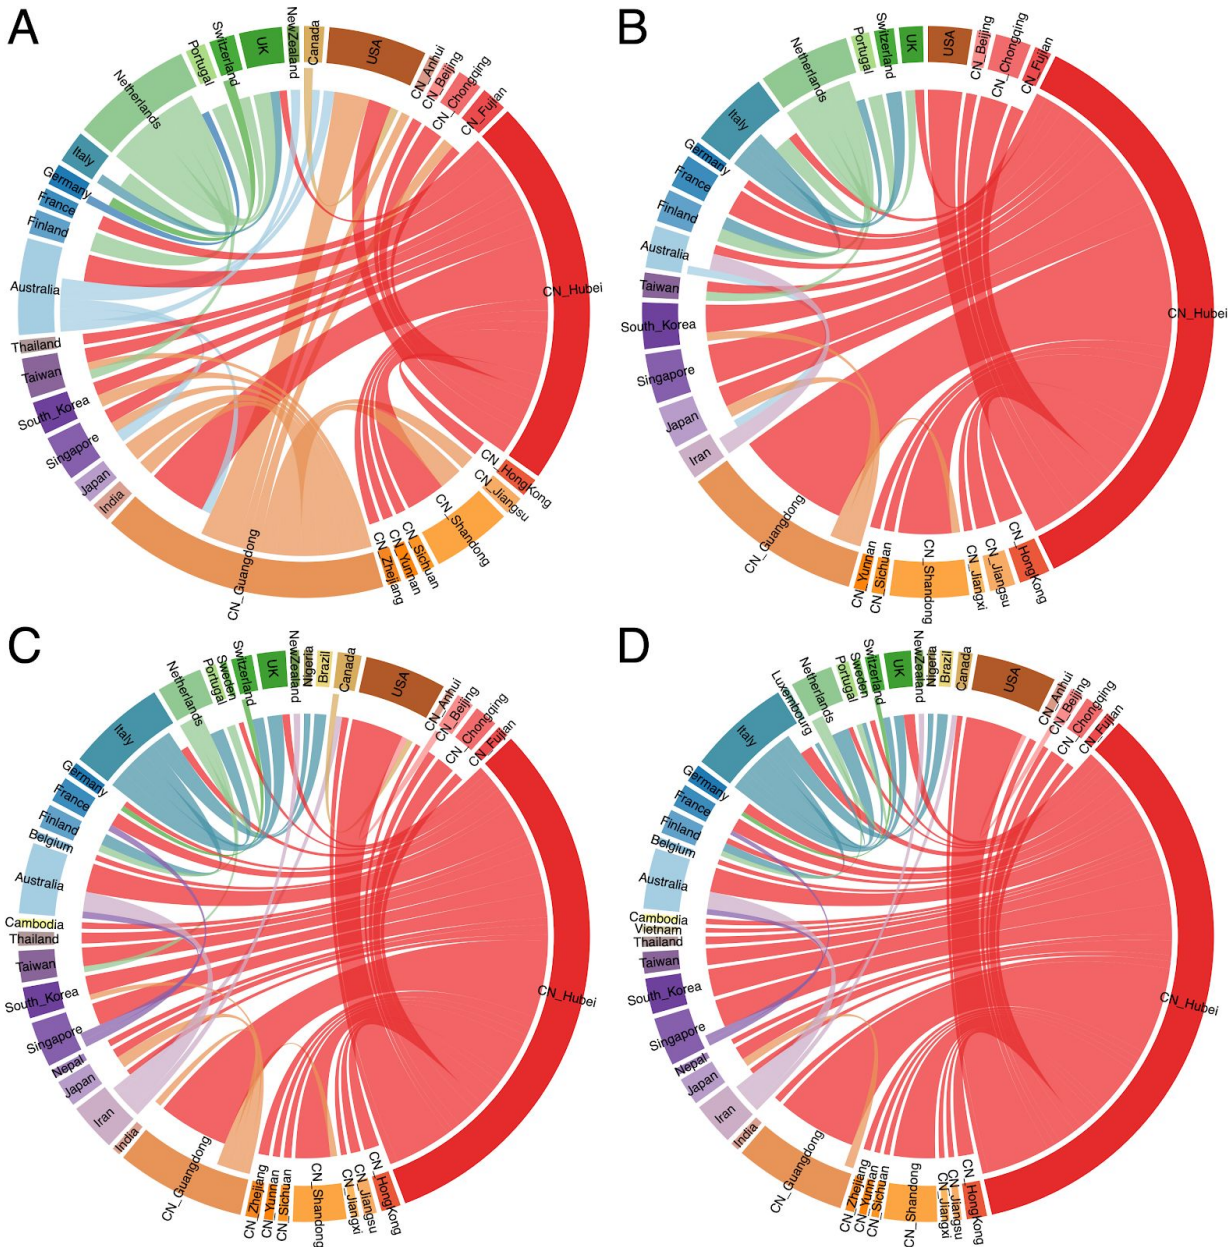 A
Netherlands
Portugal
Switzerland
UK
NewZealand
Canada
USA
CN_Anhui
CN_Beijing
CN_Chongqing
CN_Fujian
CN_Hubei
CN_HongKong
CN_Jiangsu
CN_Shandong
CN_Sichuan
CN_Yunnan
CN_Zhejiang
CN_Guangdong
India
Japan
Singapore
South_Korea
Taiwan
Thailand
Australia
Finland
France
Germany
Italy
B
Netherlands
Portugal
Switzerland
UK
USA
CN_Beijing
CN_Chongqing
CN_Fujian
CN_Hubei
CN_HongKong
CN_Jiangsu
CN_Jiangxi
CN_Shandong
CN_Sichuan
CN_Yunnan
CN_Guangdong
Iran
Japan
Singapore
South_Korea
Taiwan
Australia
Finland
France
Germany
Italy
C
Netherlands
Portugal
Sweden
Switzerland
UK
NewZealand
Nigeria
Brazil
Canada
USA
CN_Anhui
CN_Beijing
CN_Chongqing
CN_Fujian
CN_Hubei
CN_HongKong
CN_Jiangsu
CN_Jiangxi
CN_Shandong
CN_Sichuan
CN_Yunnan
CN_Zhejiang
CN_Guangdong
India
Iran
Japan
Nepal
Singapore
South_Korea
Taiwan
Thailand
Cambodia
Australia
Belgium
Finland
France
Germany
Italy
D
Luxembourg
Netherlands
Portugal
Sweden
Switzerland
UK
NewZealand
Nigeria
Brazil
Canada
USA
CN_Anhui
CN_Beijing
CN_Chongqing
CN_Fujian
CN_Hubei
CN_HongKong
CN_Jiangsu
CN_Jiangxi
CN_Shandong
CN_Sichuan
CN_Yunnan
CN_Zhejiang
CN_Guangdong
India
Iran
Japan
Nepal
Singapore
South_Korea
Taiwan
Thailand
Vietnam
Cambodia
Australia
Belgium
Finland
France
Germany
Italy